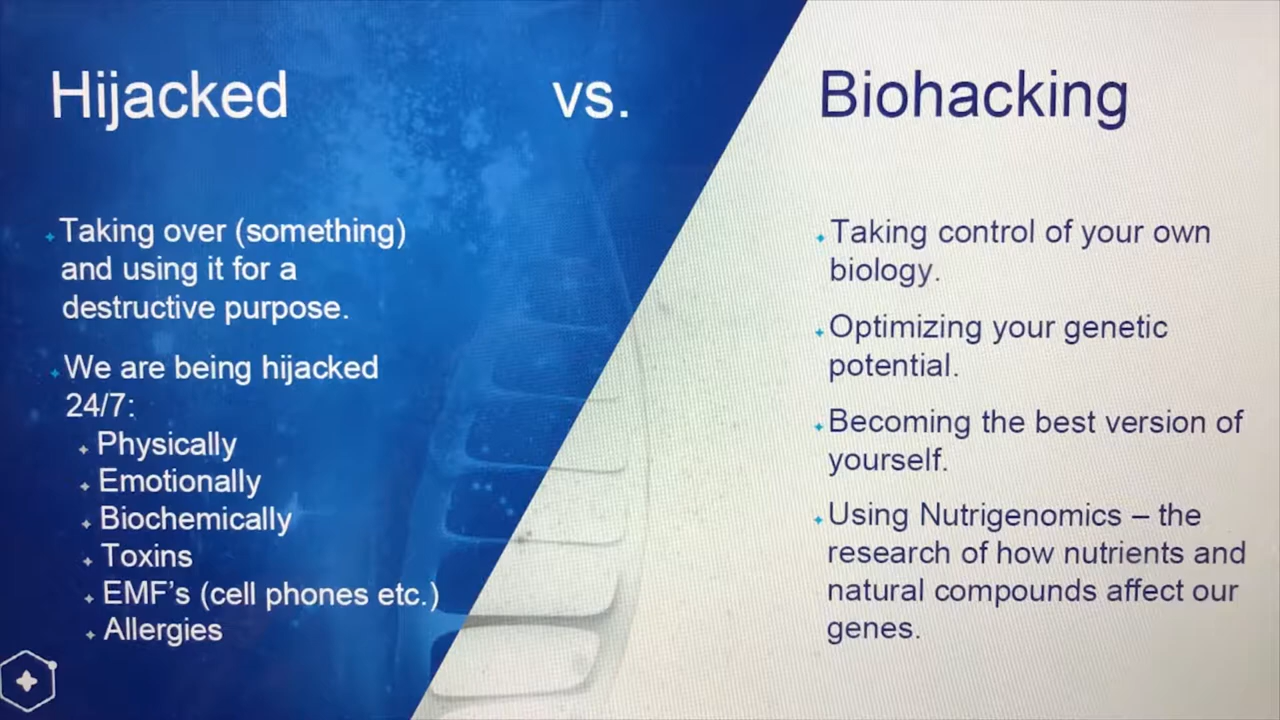 Hijacked vs. Biohacking
Taking over (something)
and using it for a
destructive purpose.
We are being hijacked
24/7:
Physically
Emotionally
Biochemically
Toxins
EMF’s (cell phones etc.)
Allergies
Taking control of your own
biology.
Optimizing your genetic
potential.
Becoming the best version of
yourself.
Using Nutrigenomics – the
research of how nutrients and
natural compounds affect our
genes.